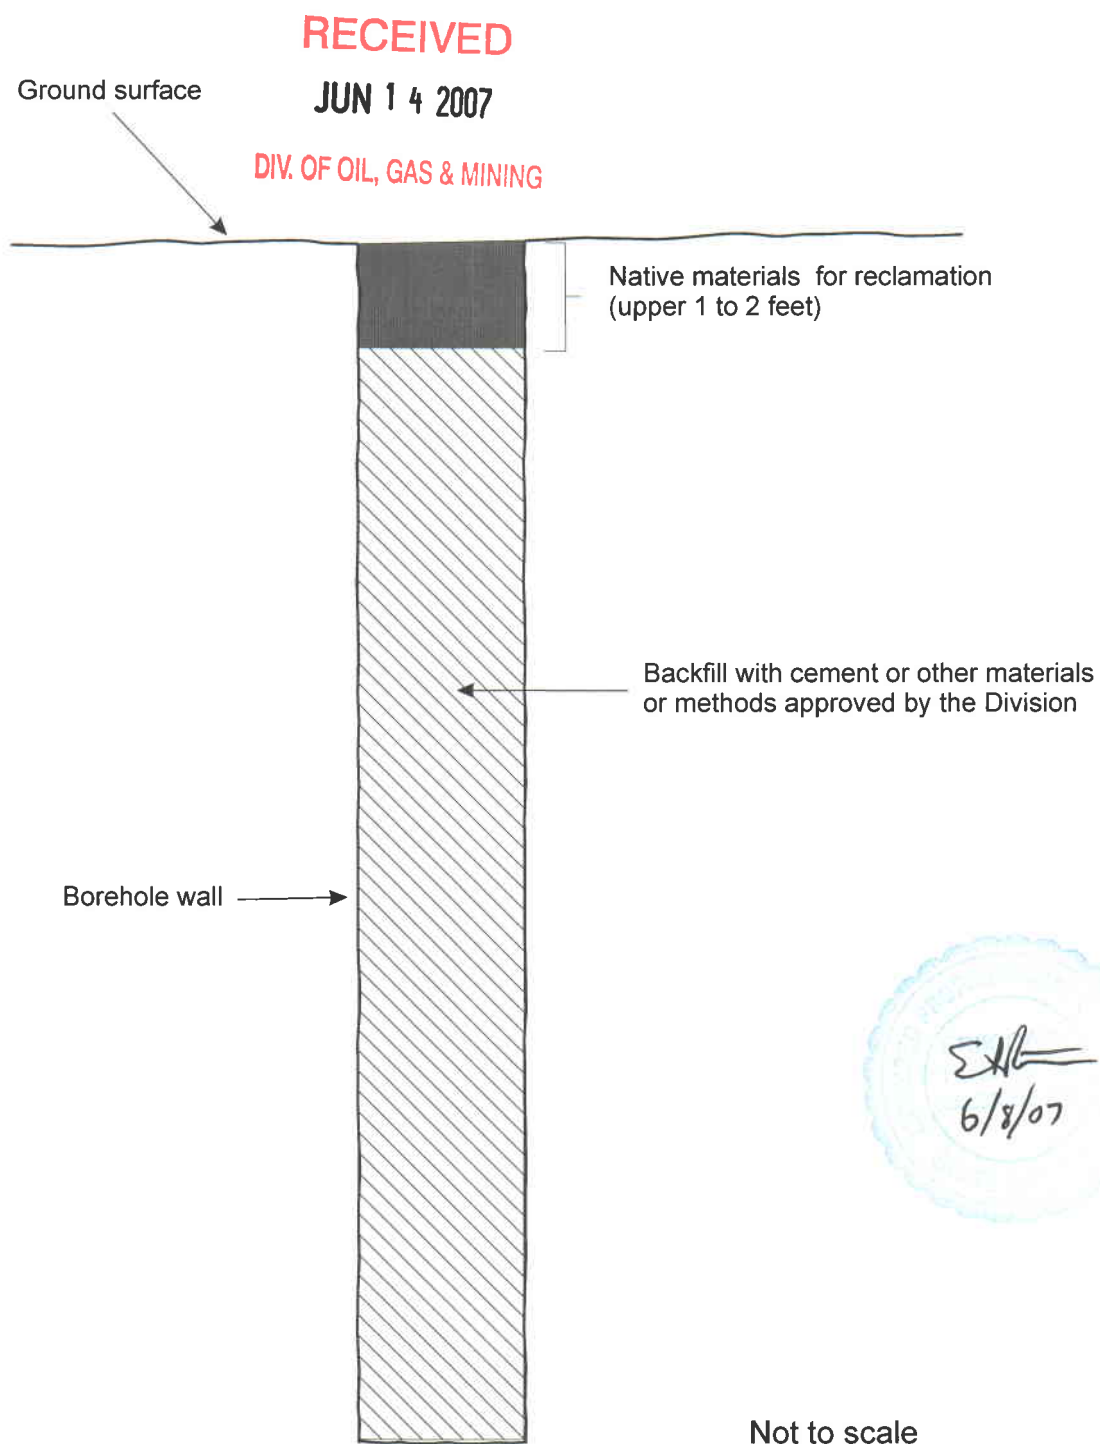 RECEIVED
JUN 14 2007
DIV. OF OIL, GAS & MINING
Ground surface
Native materials for reclamation
(upper 1 to 2 feet)
Backfill with cement or other materials
or methods approved by the Division
Borehole wall
6/8/07
Not to scale